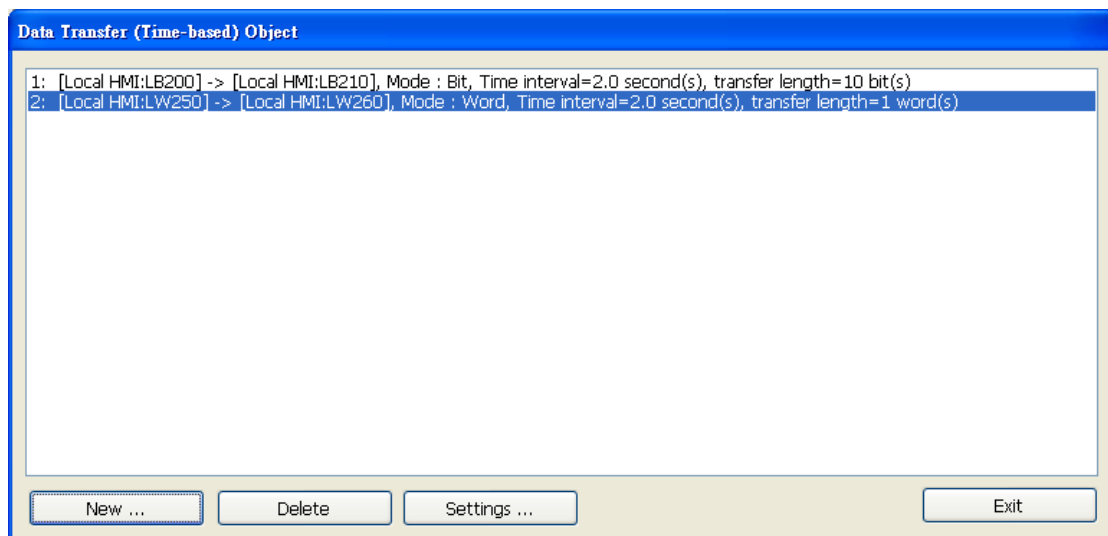 Data Transfer (Time-based) Object
1: [Local HMI:LB200] -> [Local HMI:LB210], Mode : Bit, Time interval=2.0 second(s), transfer length=10 bit(s)
2: [Local HMI:LW250] -> [Local HMI:LW260], Mode : Word, Time interval=2.0 second(s), transfer length=1 word(s)
New ... Delete Settings ... Exit